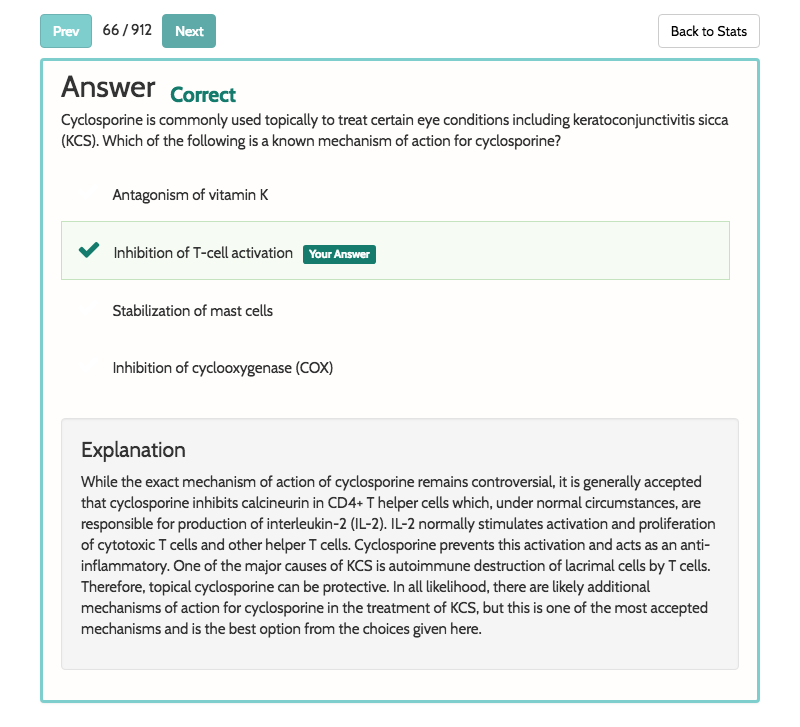 Prev 66 / 912 Next Back to Stats
Answer Correct
Cyclosporine is commonly used topically to treat certain eye conditions including keratoconjunctivitis sicca
(KCS). Which of the following is a known mechanism of action for cyclosporine?
Antagonism of vitamin K
Inhibition of T-cell activation Your Answer
Stabilization of mast cells
Inhibition of cyclooxygenase (COX)
Explanation
While the exact mechanism of action of cyclosporine remains controversial, it is generally accepted
that cyclosporine inhibits calcineurin in CD4+ T helper cells which, under normal circumstances, are
responsible for production of interleukin-2 (IL-2). IL-2 normally stimulates activation and proliferation
of cytotoxic T cells and other helper T cells. Cyclosporine prevents this activation and acts as an anti-
inflammatory. One of the major causes of KCS is autoimmune destruction of lacrimal cells by T cells.
Therefore, topical cyclosporine can be protective. In all likelihood, there are likely additional
mechanisms of action for cyclosporine in the treatment of KCS, but this is one of the most accepted
mechanisms and is the best option from the choices given here.